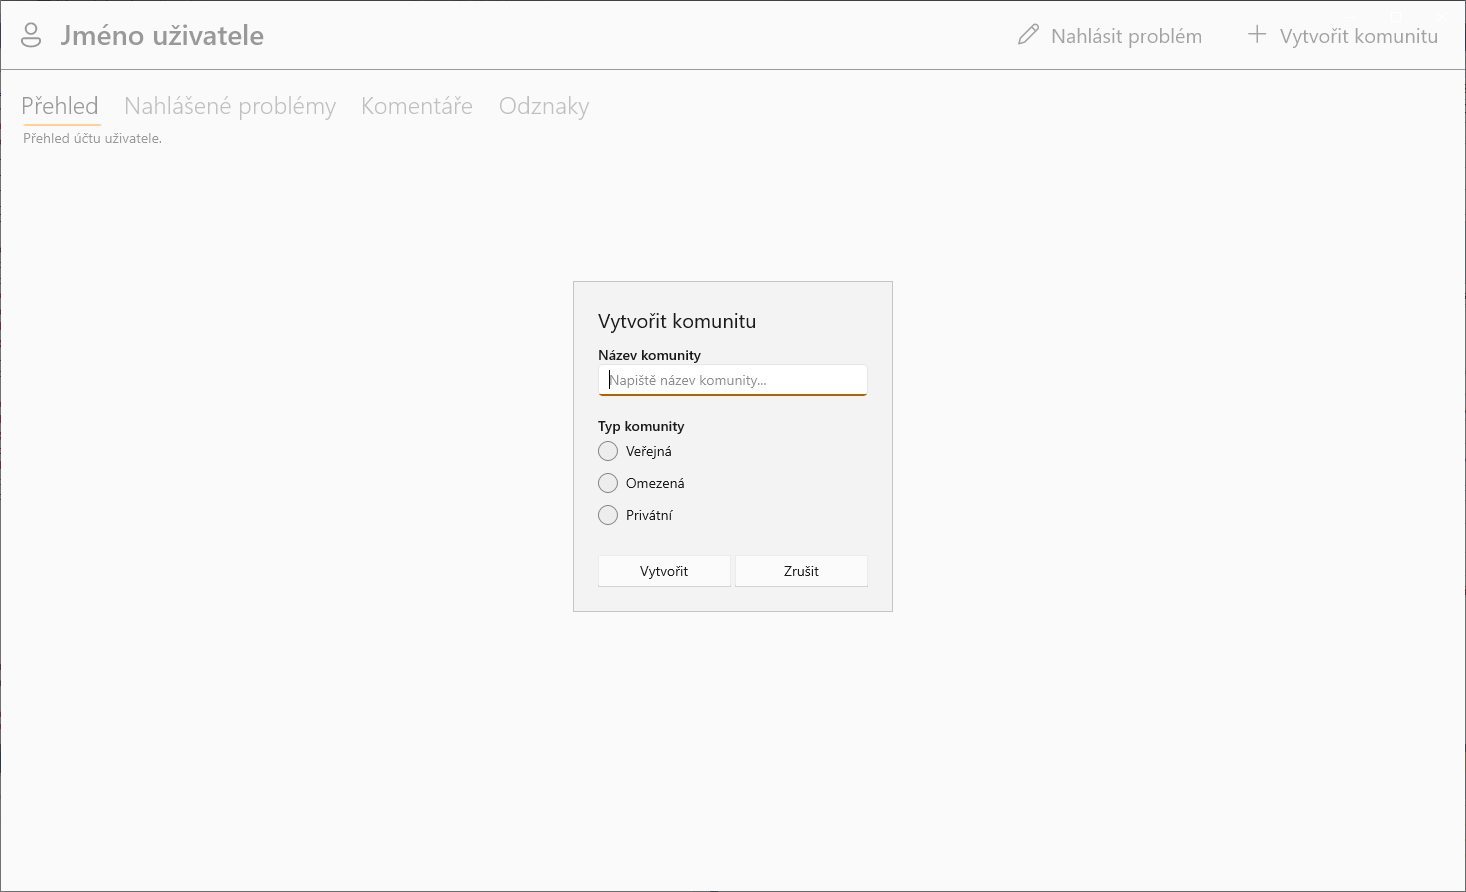 Jméno uživatele
Nahlásit problém
Vytvořit komunitu
Přehled Nahlášené problémy Komentáře Odznaky
Přehled účtu uživatele.
Vytvořit komunitu
Název komunity
Napiště název komunity...
Typ komunity
Veřejná
Omezená
Privátní
Vytvořit
Zrušit